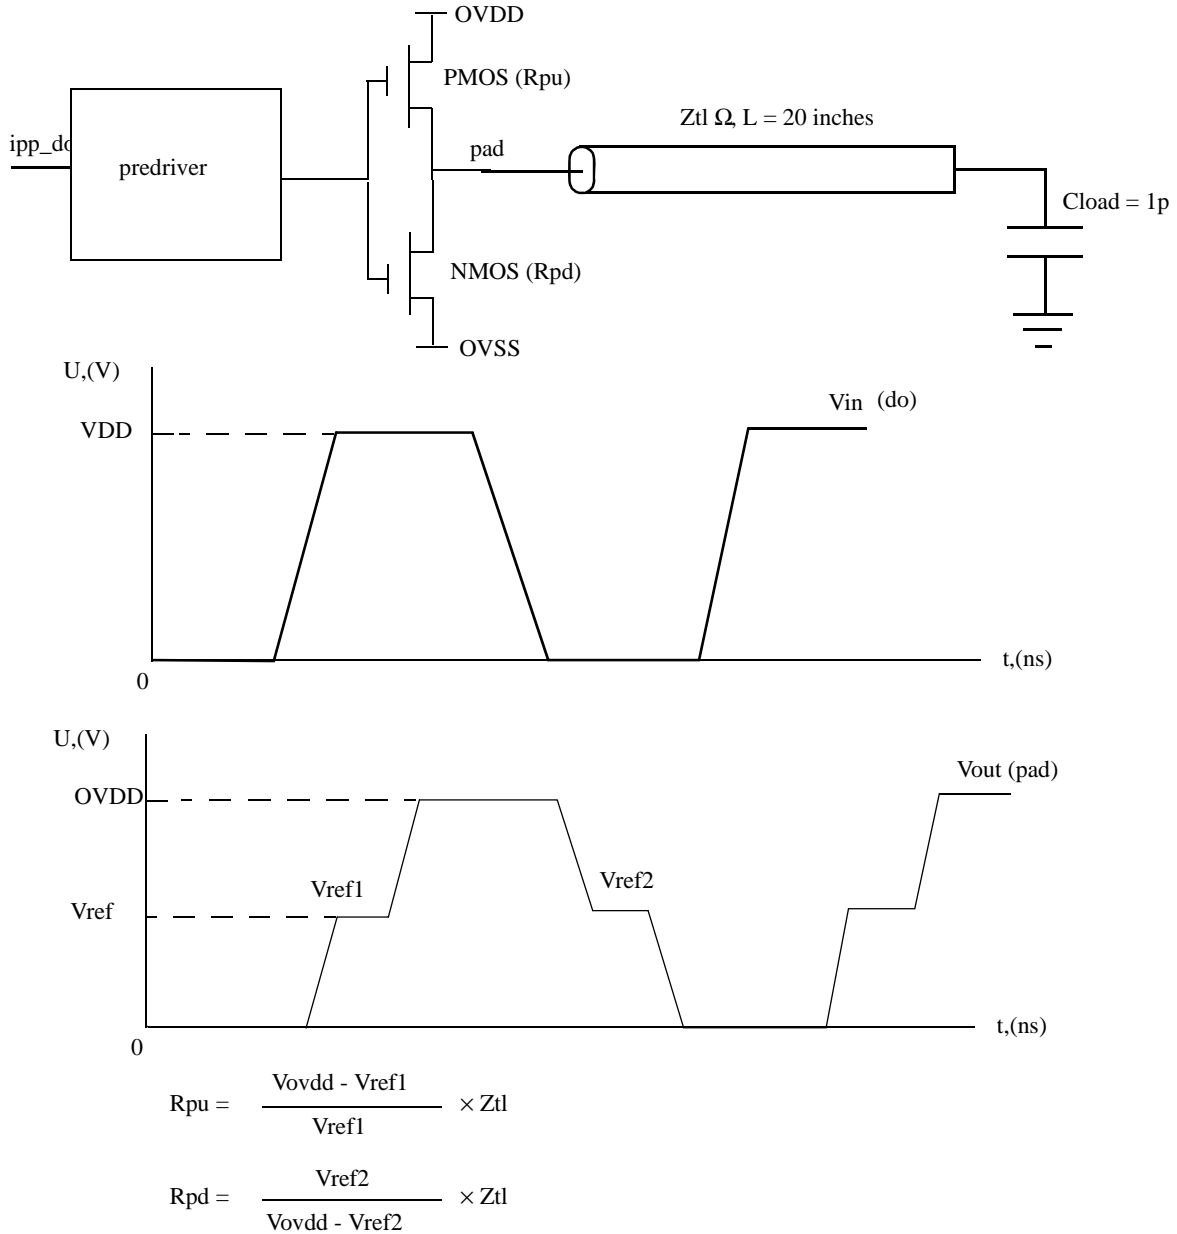 OVDD
PMOS (Rpu)
Ztl Ω, L = 20 inches
ipp_do
predriver
pad
Cload = 1p
NMOS (Rpd)
OVSS
U,(V)
VDD
Vin (do)
t,(ns)
0
U,(V)
Vout (pad)
OVDD
Vref1
Vref2
Vref
t,(ns)
0
Vovdd - Vref1
Rpu = × Ztl
Vref1
Vref2
Rpd = × Ztl
Vovdd - Vref2